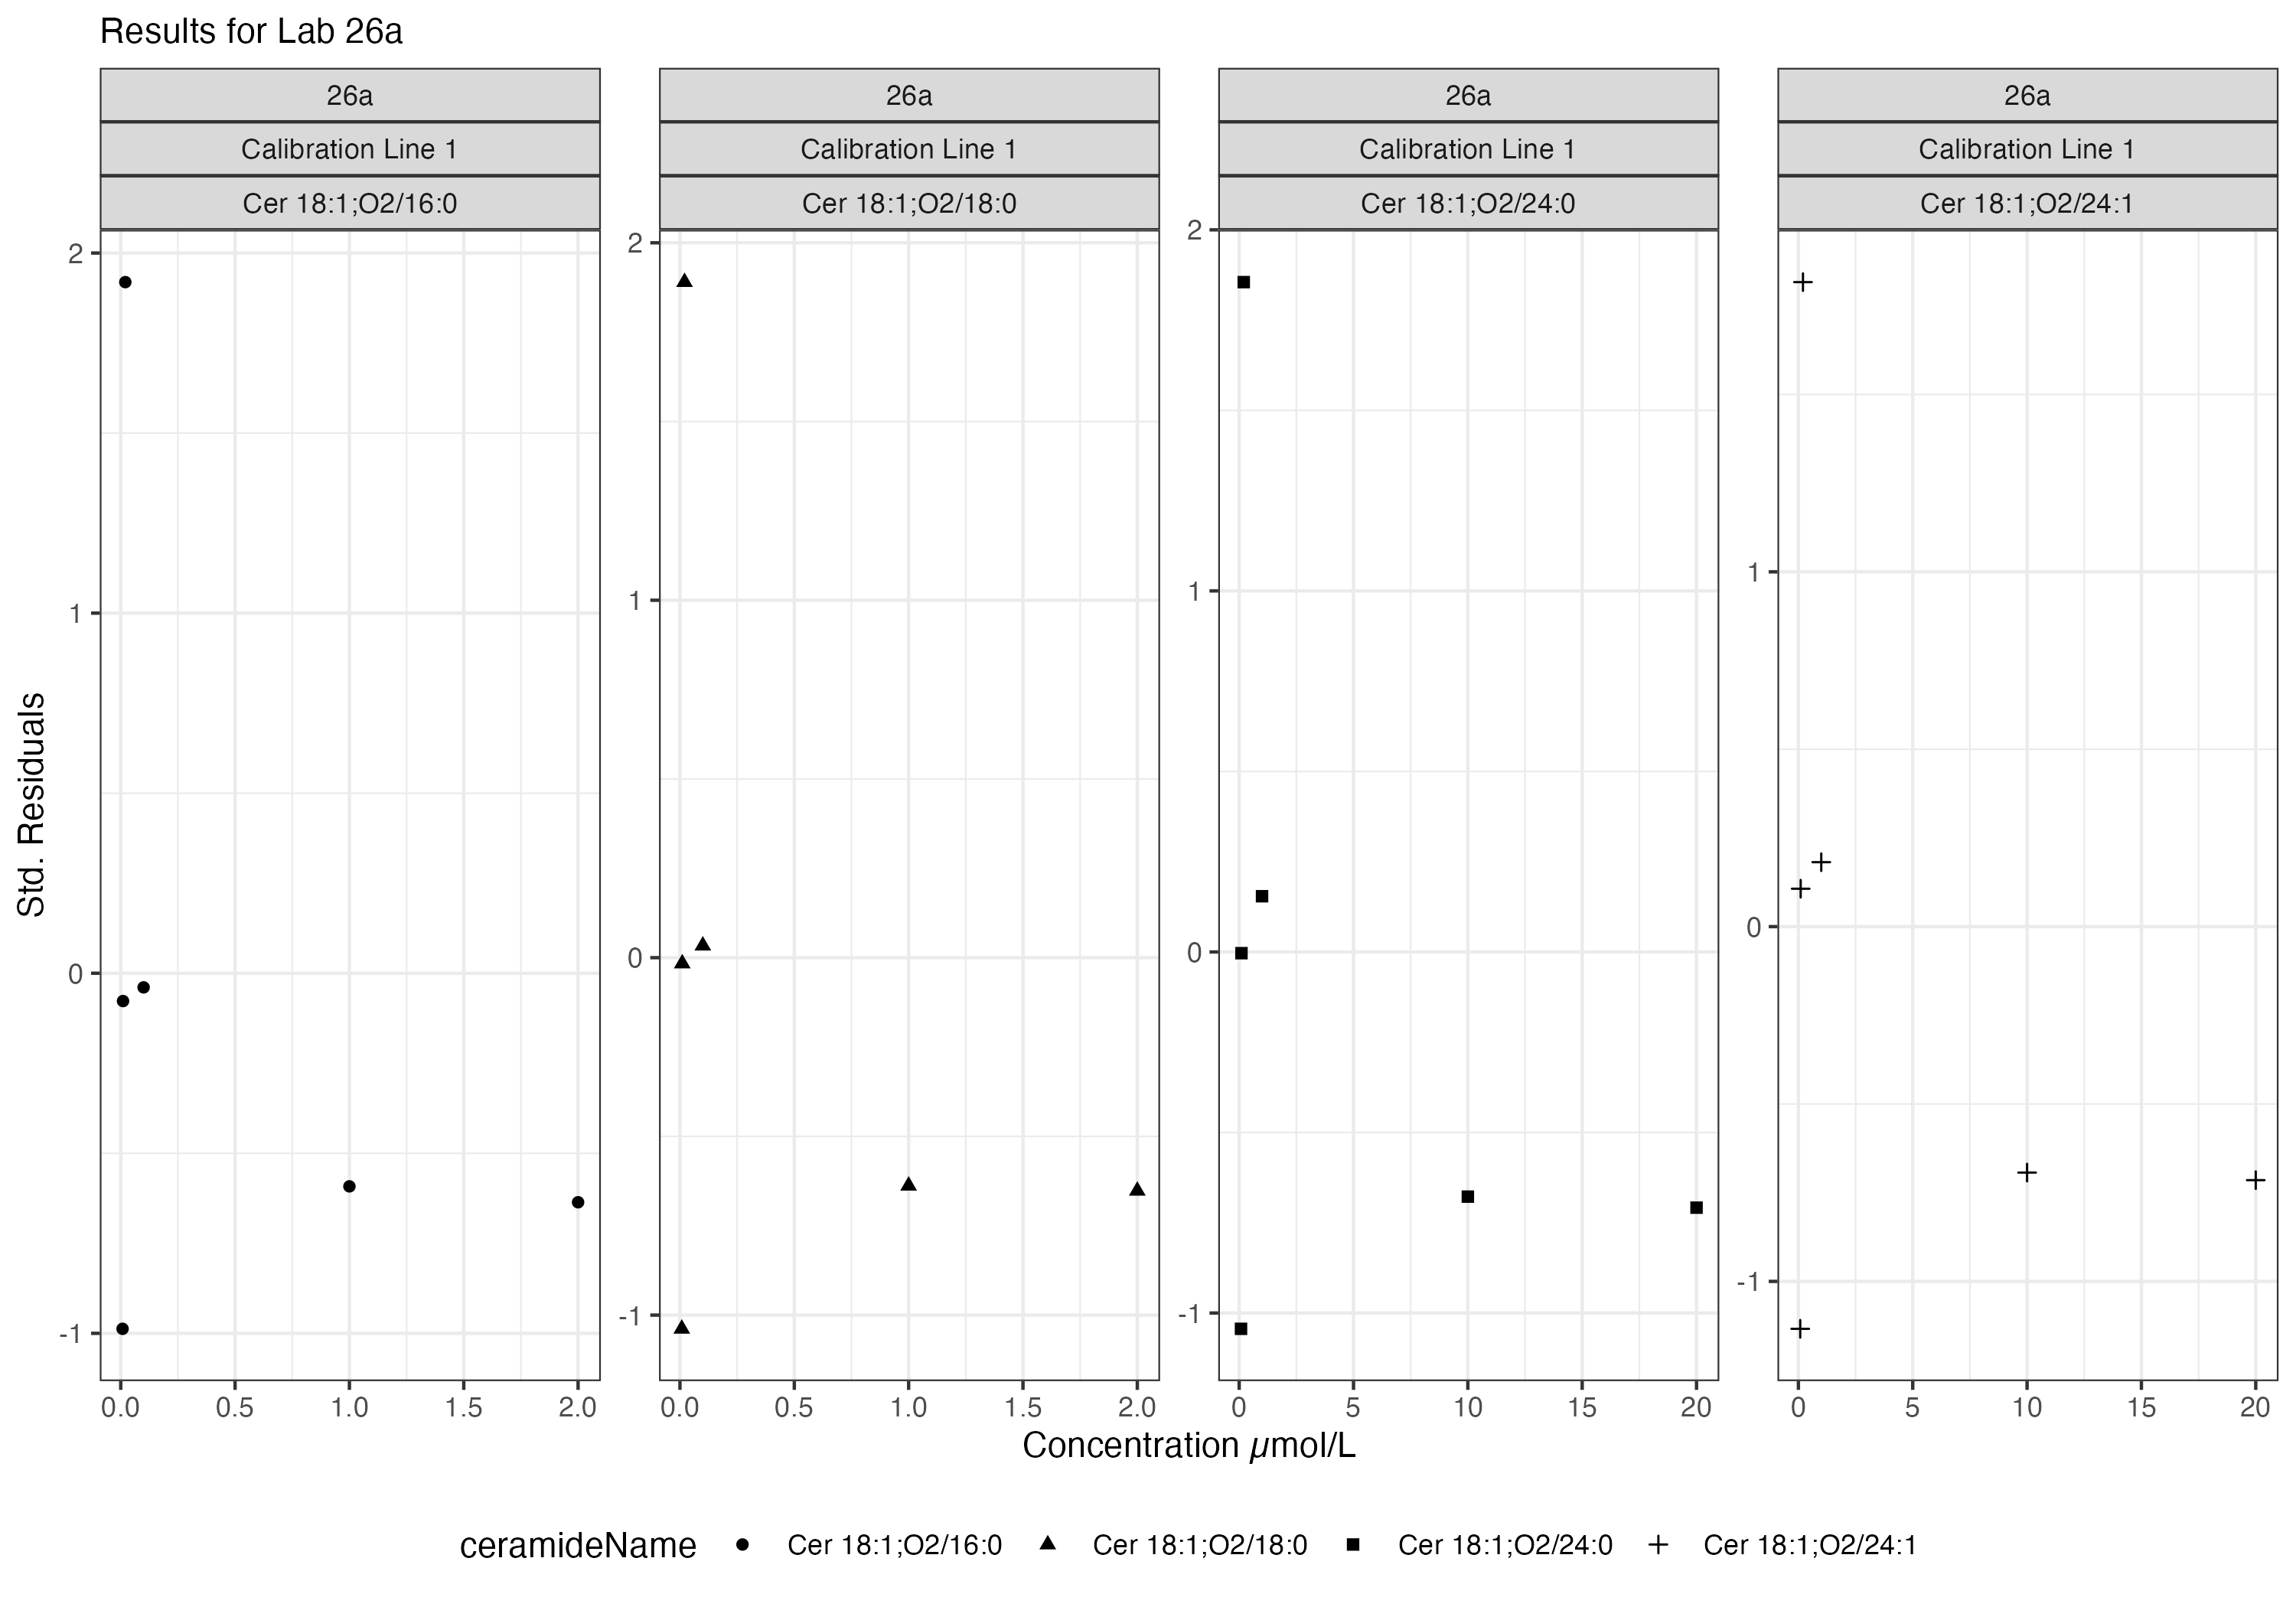 Results for Lab 26a
26a 26a 26a 26a
Calibration Line 1 Calibration Line 1 Calibration Line 1 Calibration Line 1
Cer 18:1;O2/16:0 Cer 18:1;O2/18:0 Cer 18:1;O2/24:0 Cer 18:1;O2/24:1
2 2 2
1 1 1 1
0 0 0 0
-1 -1 -1 -1
Std. Residuals
0.0 0.5 1.0 1.5 2.0 0.0 0.5 1.0 1.5 2.0 0 5 10 15 20 0 5 10 15 20
Concentration µmol/L
ceramideName Cer 18:1;O2/16:0 Cer 18:1;O2/18:0 Cer 18:1;O2/24:0 Cer 18:1;O2/24:1